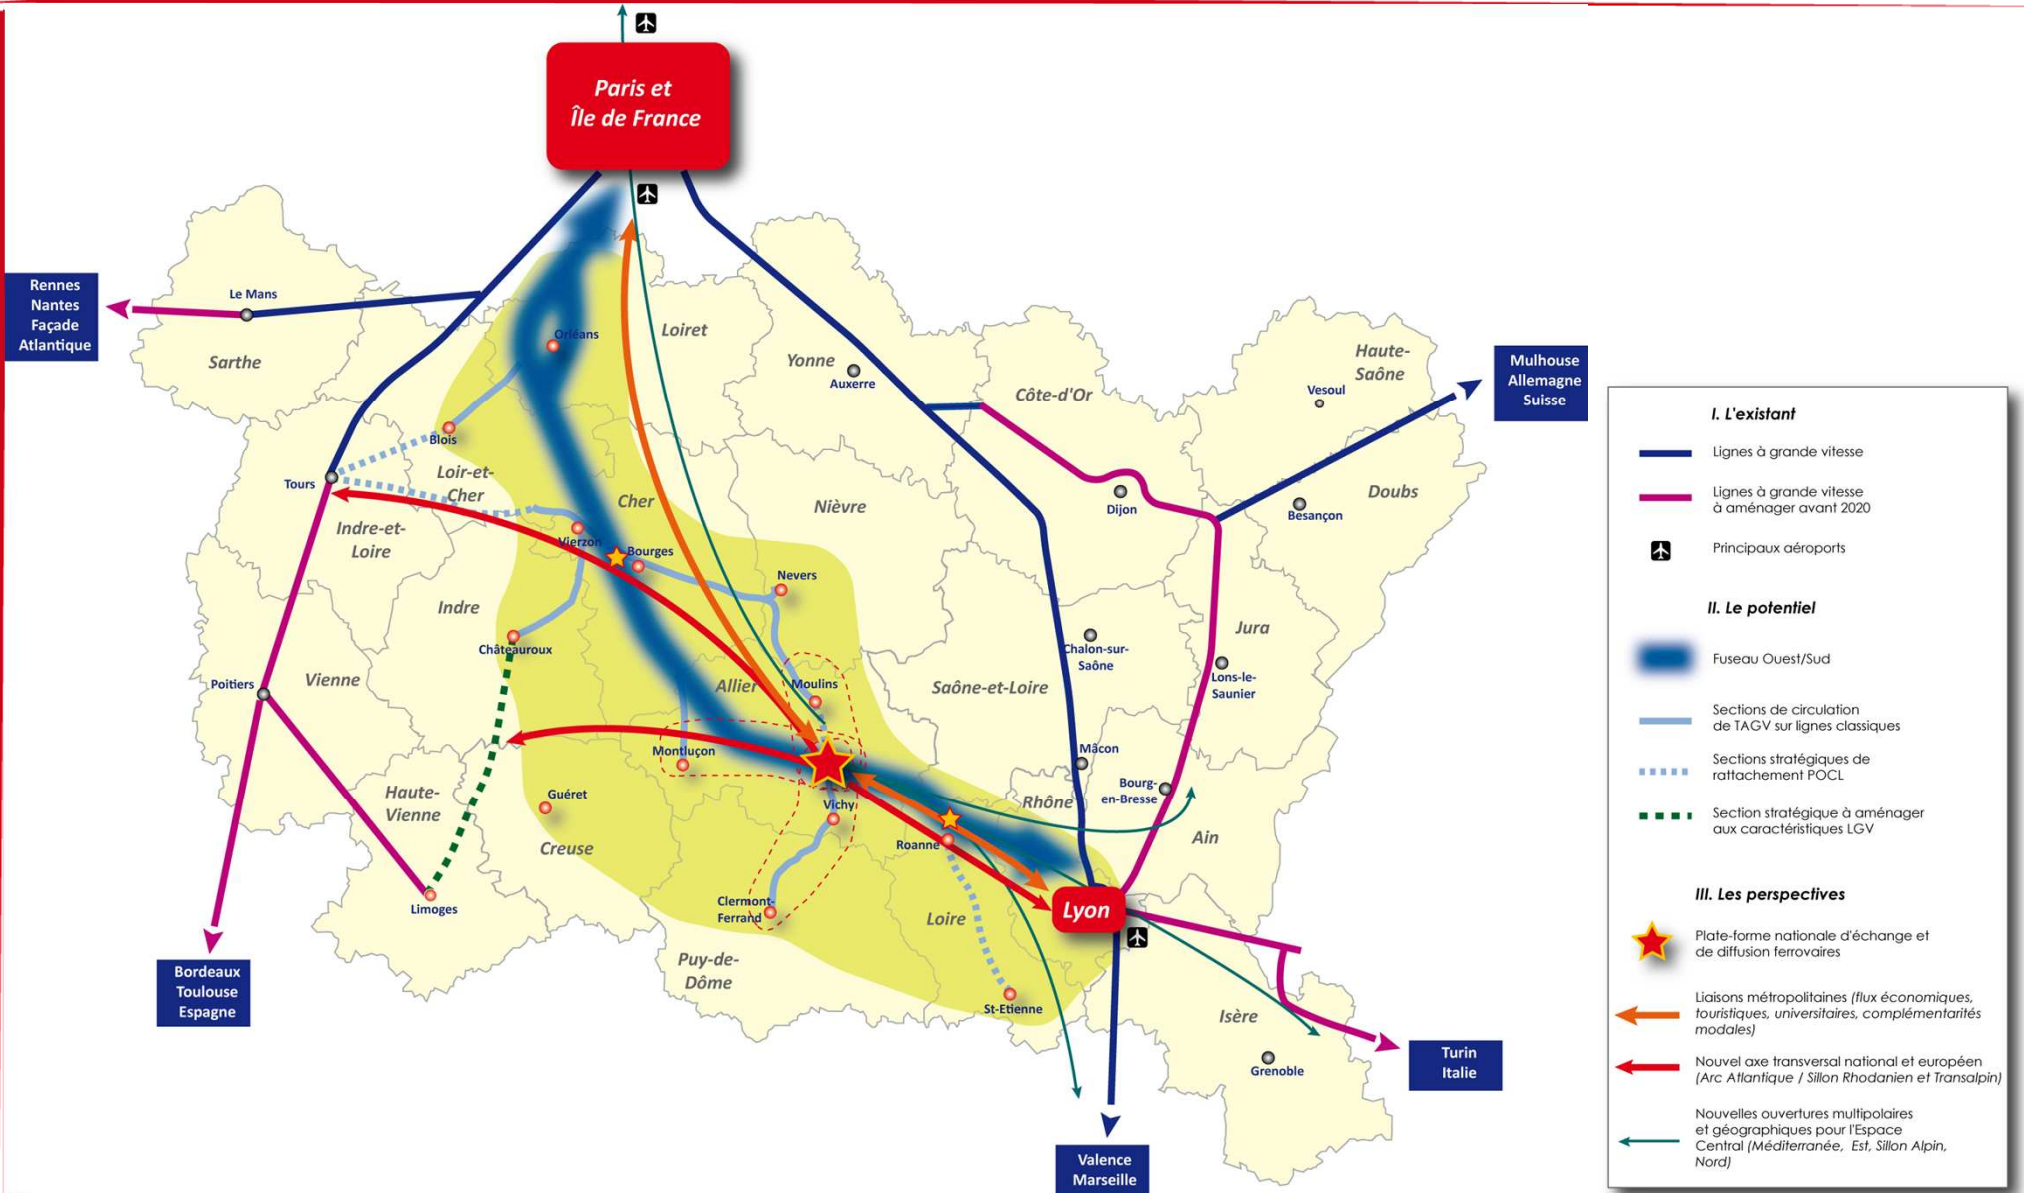 Paris et
Île de France
Rennes
Nantes
Façade
Atlantique
Le Mans
Sarthe
Orléans
Loiret
Yonne
Auxerre
Côte-d'Or
Haute-
Saône
Vesoul
Mulhouse
Allemagne
Suisse
Blois
Loir-et-
Cher
Tours
Indre-et-
Loire
Cher
Nièvre
Dijon
Besançon
Doubs
Vierzon
Bourges
Nevers
Indre
Châteauroux
Chalon-sur-
Saône
Jura
Lons-le-
Saunier
Poitiers
Vienne
Allier
Moulins
Saône-et-Loire
Montluçon
Mâcon
Bourg-
en-Bresse
Rhône
Haute-
Vienne
Guéret
Creuse
Vichy
Roanne
Ain
Limoges
Clermont-
Ferrand
Loire
Lyon
Puy-de-
Dôme
St-Etienne
Isère
Grenoble
Bordeaux
Toulouse
Espagne
Turin
Italie
Valence
Marseille
I. L'existant
Lignes à grande vitesse
Lignes à grande vitesse
à aménager avant 2020
Principaux aéroports
II. Le potentiel
Fuseau Ouest/Sud
Sections de circulation
de TAGV sur lignes classiques
Sections stratégiques de
rattachement POCL
Section stratégique à aménager
aux caractéristiques LGV
III. Les perspectives
Plate-forme nationale d'échange et
de diffusion ferrovaires
Liaisons métropolitaines (flux économiques,
touristiques, universitaires, complémentarités
modales)
Nouvel axe transversal national et européen
(Arc Atlantique / Sillon Rhodanien et Transalpin)
Nouvelles ouvertures multipolaires
et géographiques pour l'Espace
Central (Méditerranée, Est, Sillon Alpin,
Nord)